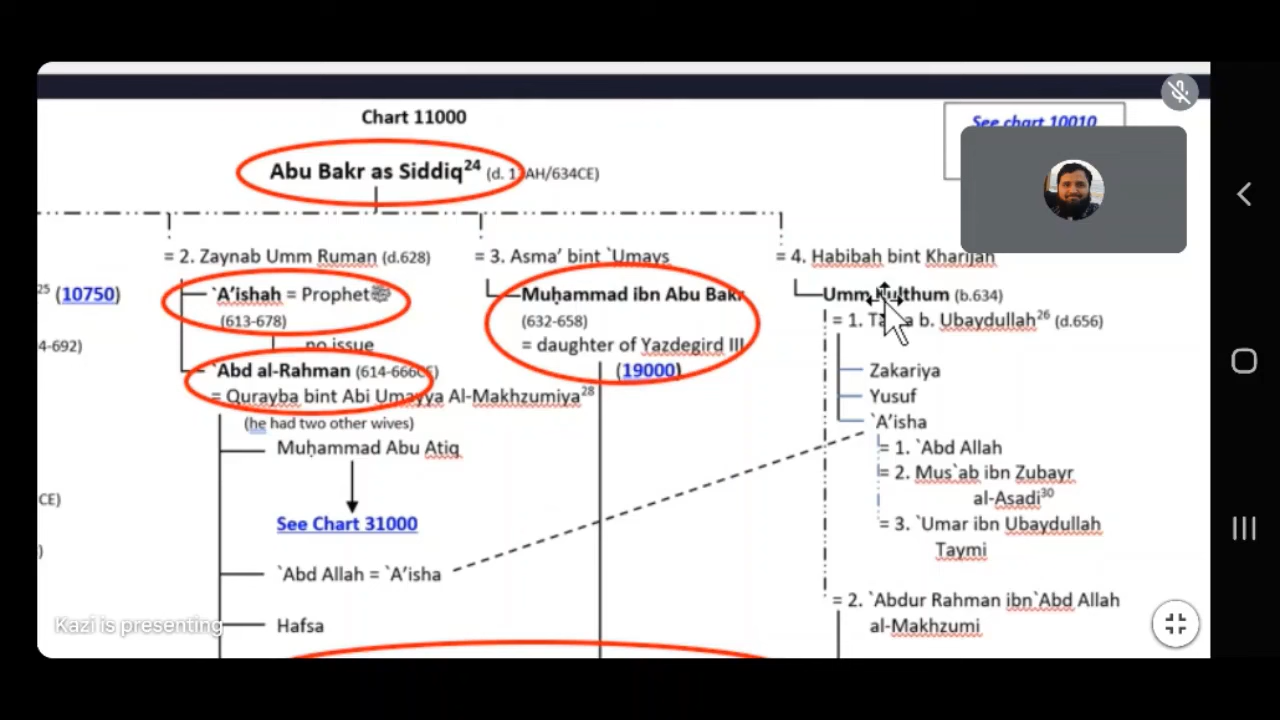 Chart 11000
See chart 10010
Abu Bakr as Siddiq24 (d. 1 AH/634CE)
= 2. Zaynab Umm Ruman (d.628)
= 3. Asma’ bint `Umays
= 4. Habibah bint Kharijah
25 (10750)
`A’ishah = Prophetﷺ
(613-678)
no issue
Muḥammad ibn Abu Bakr
(632-658)
= daughter of Yazdegird III
(19000)
Umm Kulthum (b.634)
= 1. Talha b. Ubaydullah26 (d.656)
4-692)
`Abd al-Rahman (614-666CE)
= Qurayba bint Abi Umayya Al-Makhzumiya28
(he had two other wives)
Muḥammad Abu Atiq
See Chart 31000
Zakariya
Yusuf
`A’isha
= 1. `Abd Allah
= 2. Mus`ab ibn Zubayr
al-Asadi30
= 3. `Umar ibn Ubaydullah
Taymi
CE)
)
`Abd Allah = `A’isha
= 2. `Abdur Rahman ibn`Abd Allah
al-Makhzumi
Hafsa
Kazi is presenting